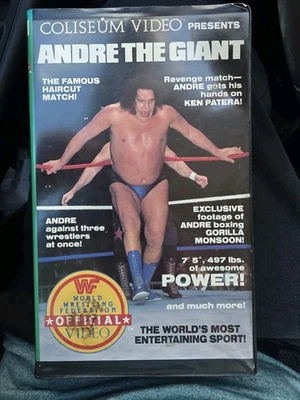 COLISEUM VIDEO PRESENTS
ANDRE THE GIANT
THE FAMOUS
HAIRCUT
MATCH!
Revenge match—
ANDRE gets his
hands on
KEN PATERA!
ANDRE
against three
wrestlers
at once!
EXCLUSIVE
footage of
ANDRE boxing
GORILLA
MONSOON!
7' 5", 497 lbs.
of awesome
POWER!
and much more!
WF
WORLD
WRESTLING
FEDERATION
OFFICIAL
VIDEO
THE WORLD'S MOST
ENTERTAINING SPORT!